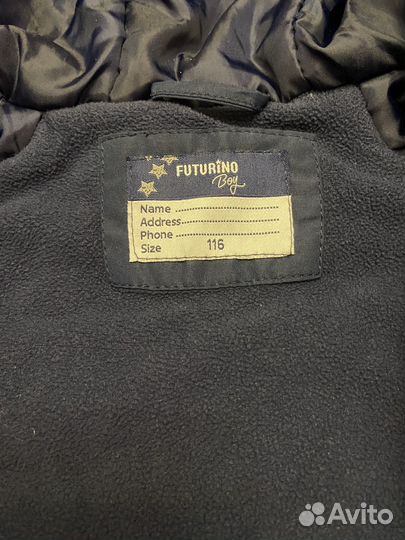 FUTURINO
Boy
Name ..............................
Address..........................
Phone ............................
Size 116
Avito